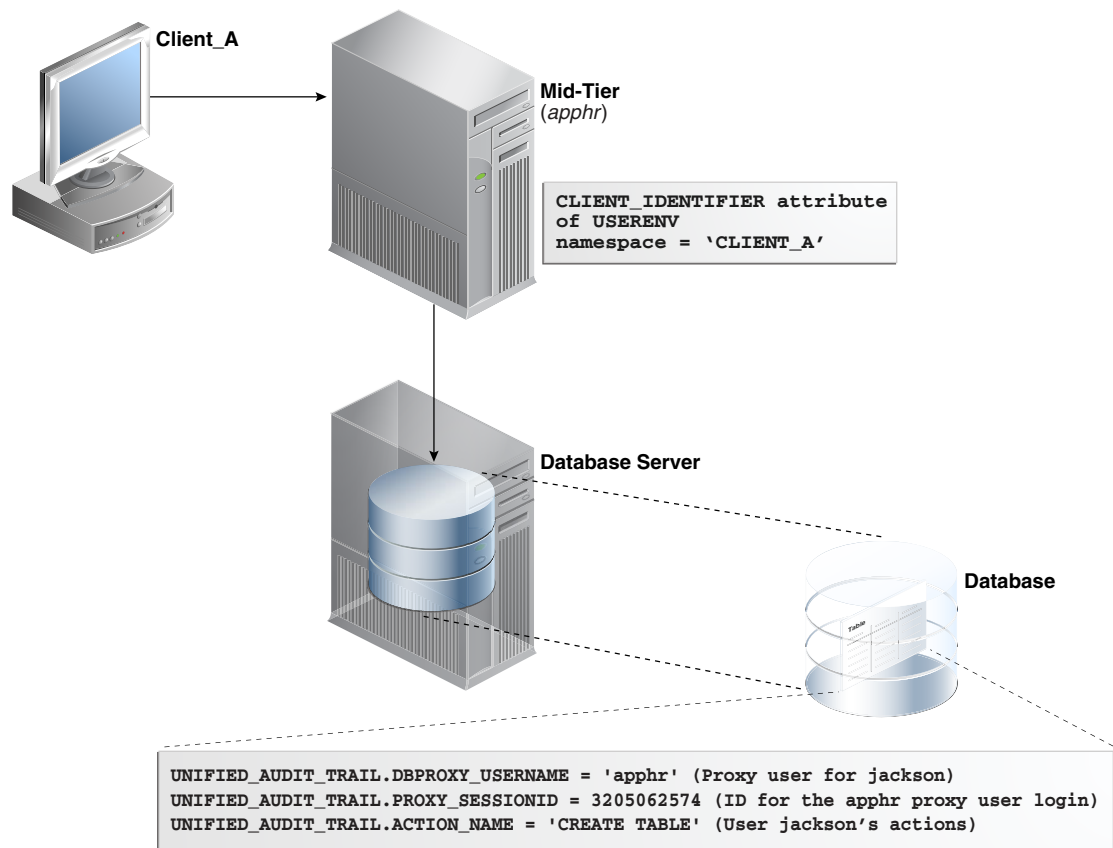 Client_A
Mid-Tier
(apphr)
CLIENT_IDENTIFIER attribute
of USERENV
namespace = ‘CLIENT_A’
Database Server
Database
Table
UNIFIED_AUDIT_TRAIL.DBPROXY_USERNAME = 'apphr' (Proxy user for jackson)
UNIFIED_AUDIT_TRAIL.PROXY_SESSIONID = 3205062574 (ID for the apphr proxy user login)
UNIFIED_AUDIT_TRAIL.ACTION_NAME = 'CREATE TABLE' (User jackson’s actions)